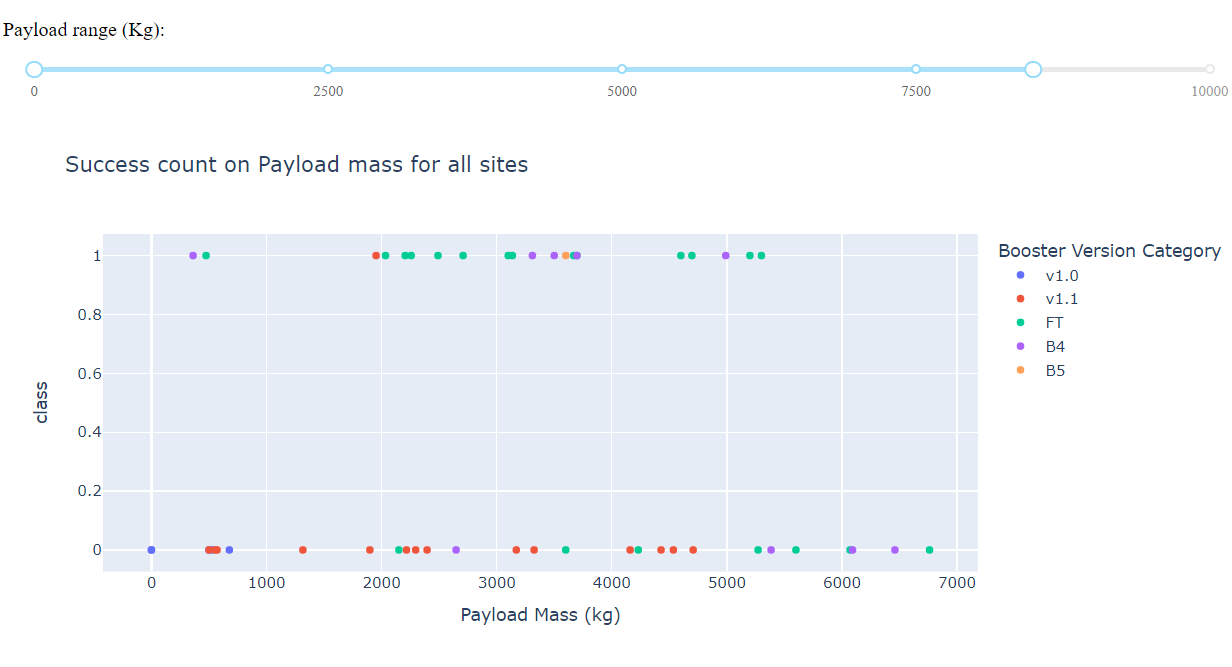 Payload range (Kg):
0 2500 5000 7500 10000
Success count on Payload mass for all sites
Booster Version Category
v1.0
v1.1
FT
B4
B5
1
0.8
0.6
0.4
0.2
0
class
0 1000 2000 3000 4000 5000 6000 7000
Payload Mass (kg)